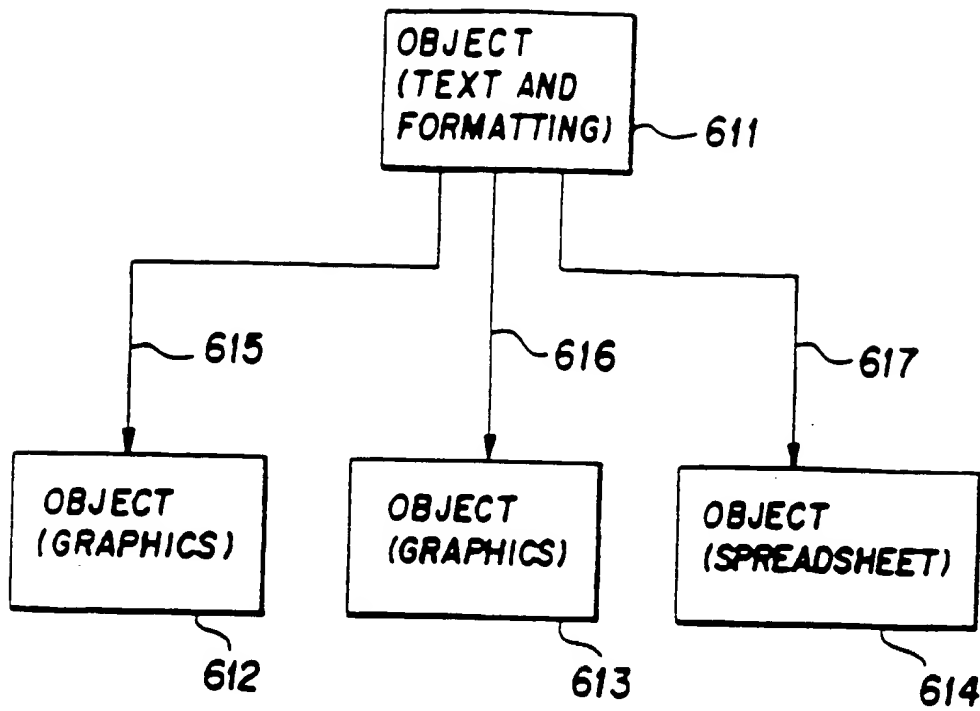 OBJECT
(TEXT AND
FORMATTING)
611
615
616
617
OBJECT
(GRAPHICS)
OBJECT
(GRAPHICS)
OBJECT
(SPREADSHEET)
612
613
614